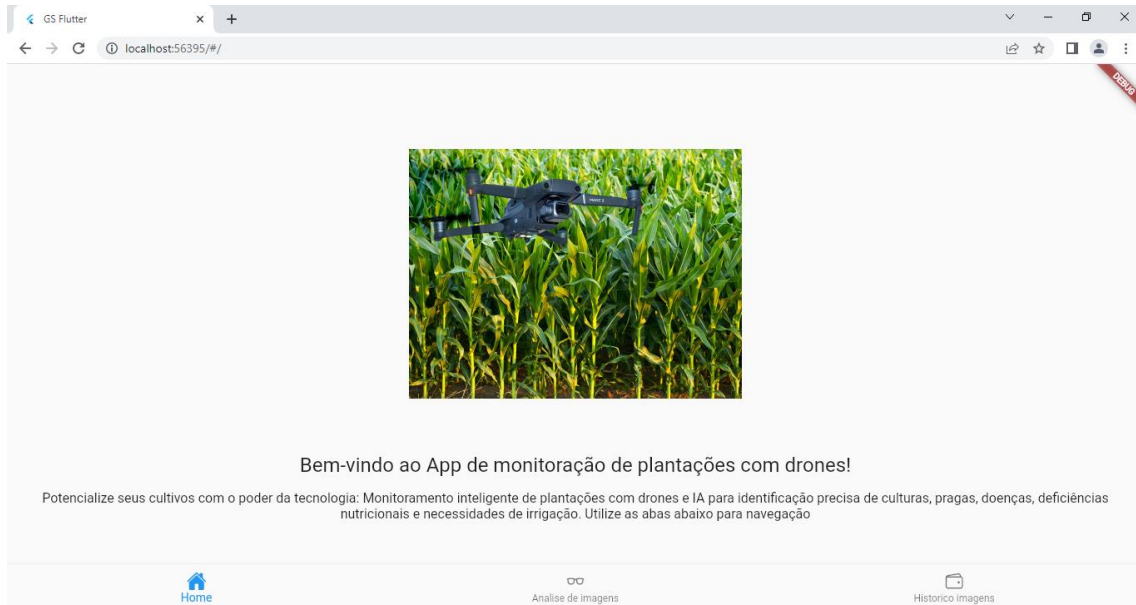 GS Flutter
localhost:56395/#/
DEBUG
Bem-vindo ao App de monitoração de plantações com drones!
Potencialize seus cultivos com o poder da tecnologia: Monitoramento inteligente de plantações com drones e IA para identificação precisa de culturas, pragas, doenças, deficiências
nutricionais e necessidades de irrigação. Utilize as abas abaixo para navegação
Home
Analise de imagens
Historico imagens